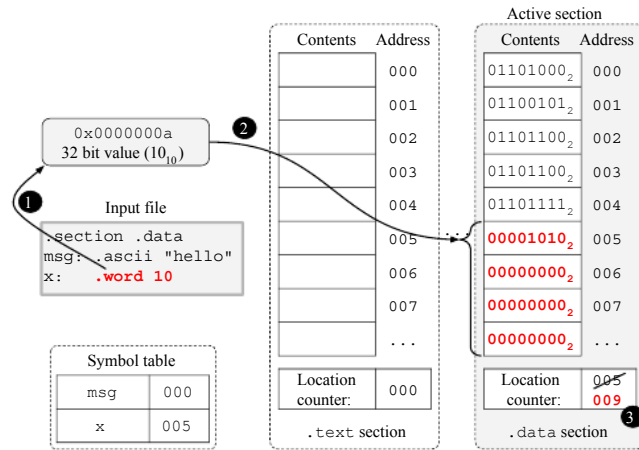 Active section
Contents Address
000
001
002
003
004
005
006
007
...
Location counter: 000
.text section
Contents Address
01101000₂ 000
01100101₂ 001
01101100₂ 002
01101100₂ 003
01101111₂ 004
00001010₂ 005
00000000₂ 006
00000000₂ 007
00000000₂ ...
Location counter: 005
009
3
.data section
0x0000000a
32 bit value (10₁₀)
1
2
Input file
.section .data
msg: .ascii "hello"
x: .word 10
Symbol table
msg 000
x 005